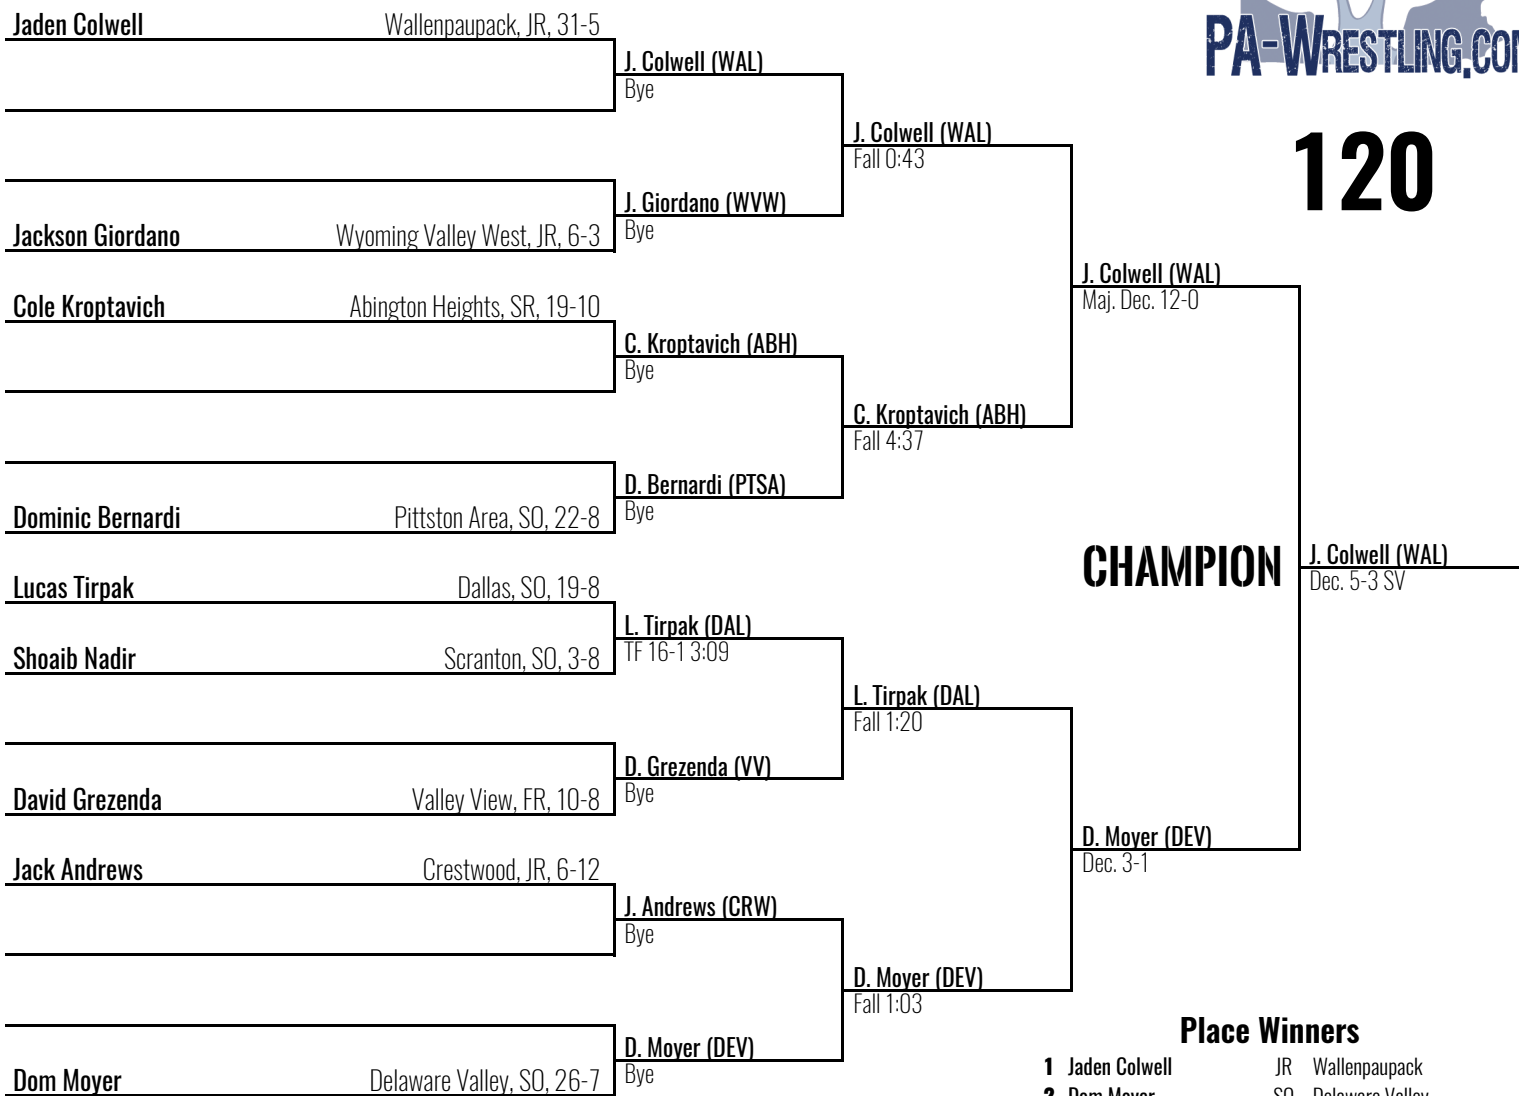 PA-WRESTLING.COM
120
Jaden Colwell Wallenpaupack, JR, 31-5
J. Colwell (WAL)
Bye
J. Colwell (WAL)
Fall 0:43
J. Giordano (WVW)
Bye
Jackson Giordano Wyoming Valley West, JR, 6-3
J. Colwell (WAL)
Maj. Dec. 12-0
Cole Kroptavich Abington Heights, SR, 19-10
C. Kroptavich (ABH)
Bye
C. Kroptavich (ABH)
Fall 4:37
D. Bernardi (PTSA)
Bye
Dominic Bernardi Pittston Area, SO, 22-8
CHAMPION
J. Colwell (WAL)
Dec. 5-3 SV
Lucas Tirpak Dallas, SO, 19-8
L. Tirpak (DAL)
TF 16-1 3:09
Shoaib Nadir Scranton, SO, 3-8
L. Tirpak (DAL)
Fall 1:20
D. Grezenda (VV)
Bye
David Grezenda Valley View, FR, 10-8
D. Moyer (DEV)
Dec. 3-1
Jack Andrews Crestwood, JR, 6-12
J. Andrews (CRW)
Bye
D. Moyer (DEV)
Fall 1:03
D. Moyer (DEV)
Bye
Dom Moyer Delaware Valley, SO, 26-7
Place Winners
1 Jaden Colwell JR Wallenpaupack
2 Dom Moyer SO Delaware Valley